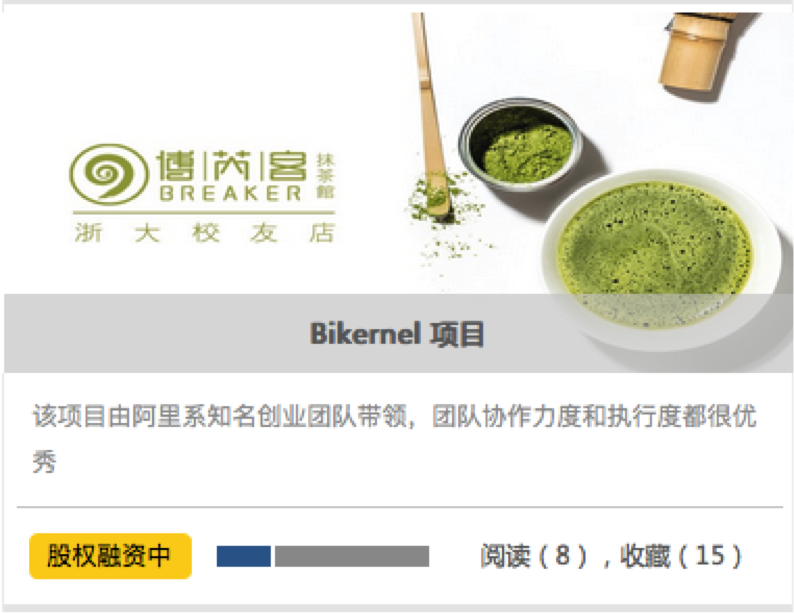 博|芮|客 抹茶館
BREAKER
浙大校友店
Bikernel 项目
该项目由阿里系知名创业团队带领，团队协作力度和执行度都很优
秀
股权融资中
阅读（8），收藏（15）